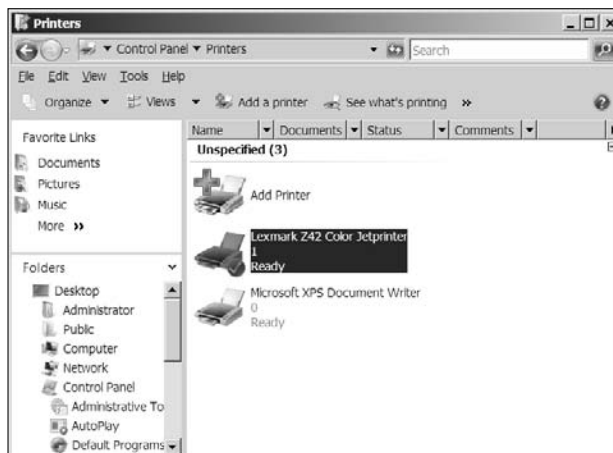 Printers
Control Panel ▾ Printers
Search
File Edit View Tools Help
Organize Views Add a printer See what's printing »
Favorite Links
Documents
Pictures
Music
More »
Folders
Desktop
Administrator
Public
Computer
Network
Control Panel
Administrative To
AutoPlay
Default Programs
Name Documents Status Comments
Unspecified (3)
Add Printer
Lexmark Z42 Color Jetprinter
1
Ready
Microsoft XPS Document Writer
0
Ready